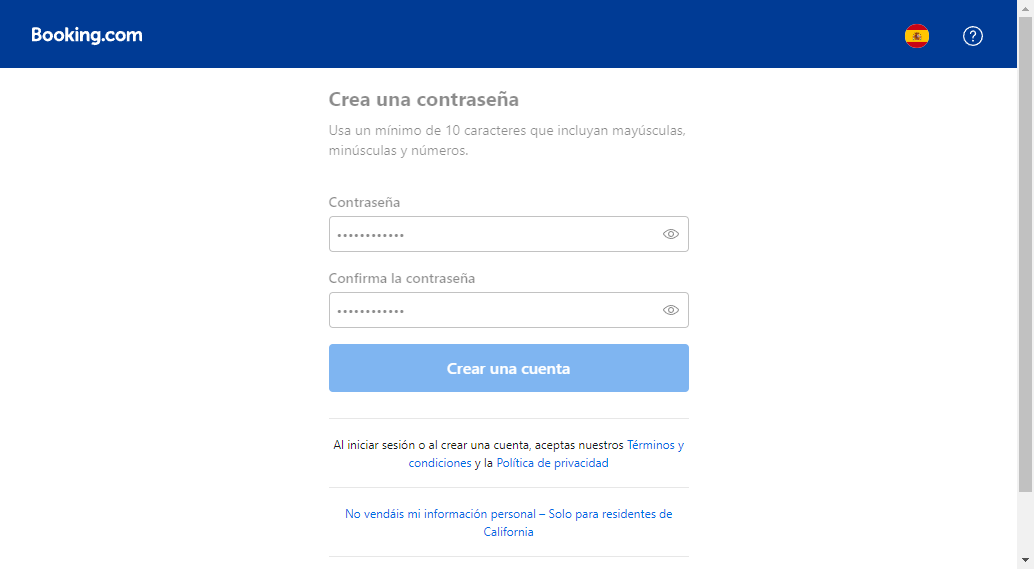 Booking.com
Crea una contraseña
Usa un mínimo de 10 caracteres que incluyan mayúsculas,
minúsculas y números.
Contraseña
••••••••••••
Confirma la contraseña
••••••••••••
Crear una cuenta
Al iniciar sesión o al crear una cuenta, aceptas nuestros Términos y
condiciones y la Política de privacidad
No vendáis mi información personal – Solo para residentes de
California